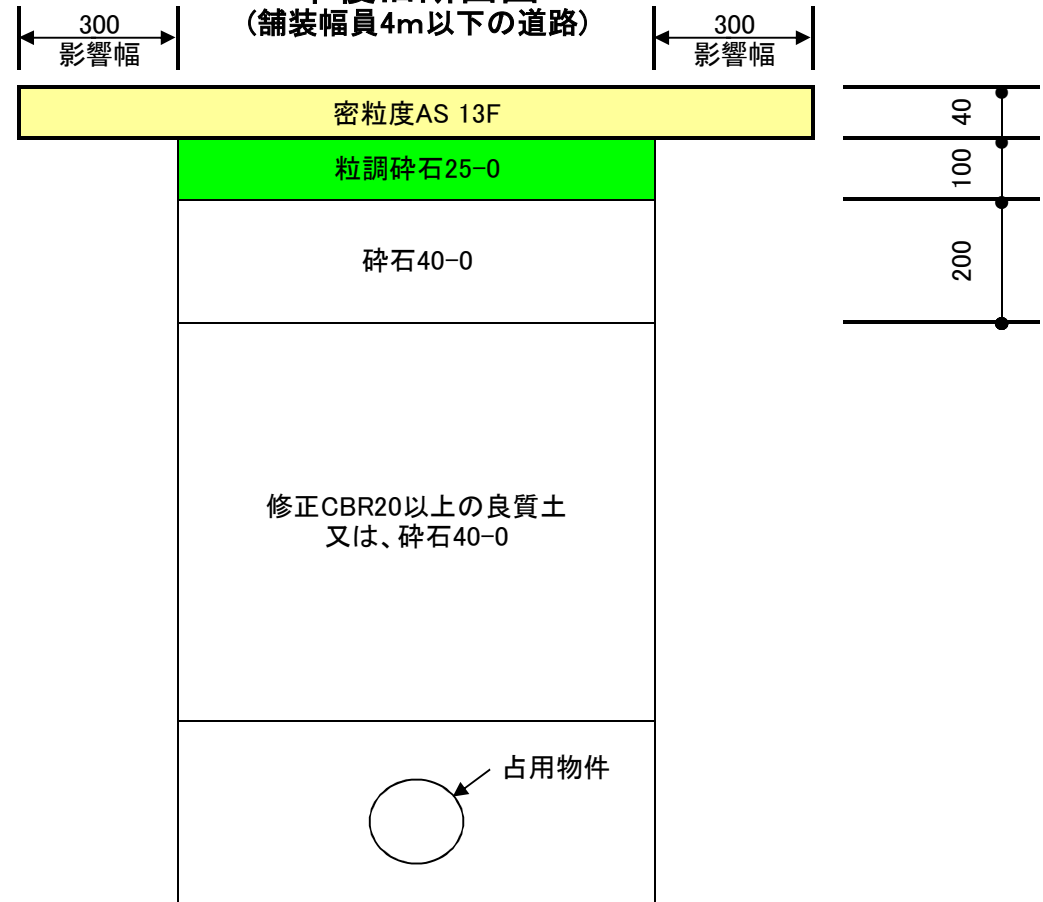 (舗装幅員4m以下の道路)
300
影響幅
300
影響幅
密粒度AS 13F
40
粒調砕石25-0
100
砕石40-0
200
修正CBR20以上の良質土
又は、砕石40-0
占用物件